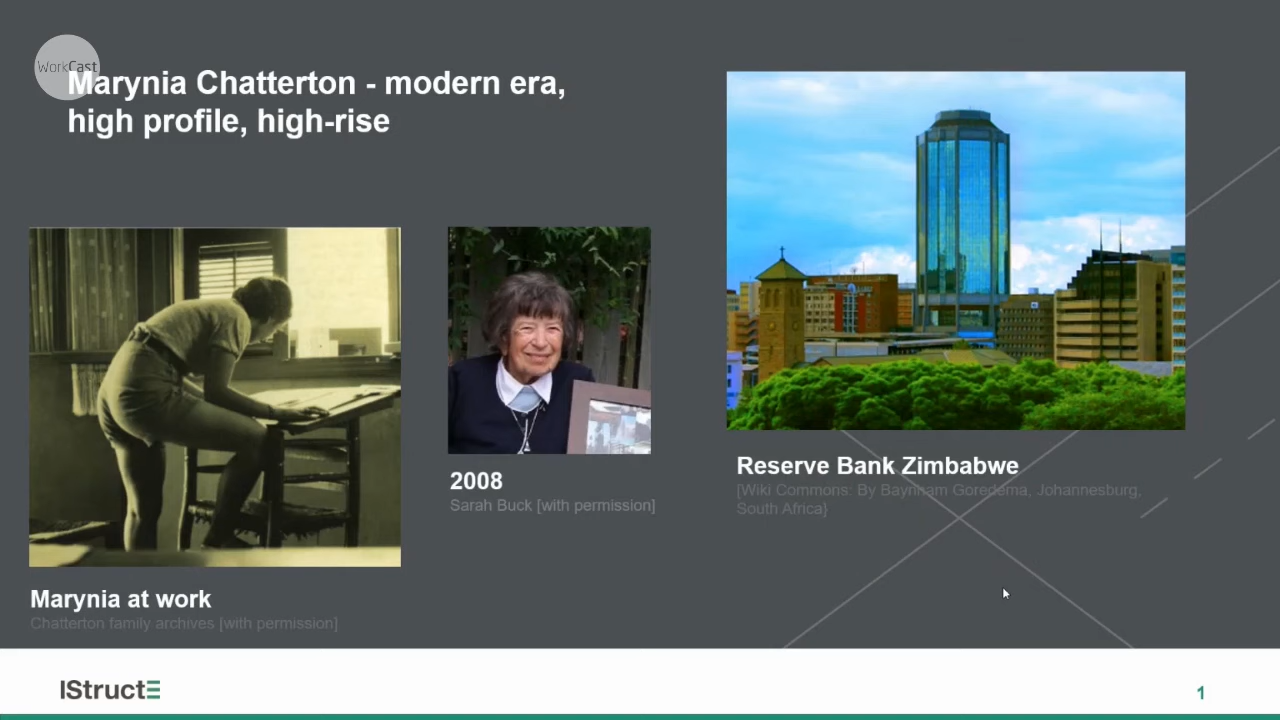 WorkCast
Marynia Chatterton - modern era,
high profile, high-rise
2008
Sarah Buck [with permission]
Reserve Bank Zimbabwe
[Wiki Commons: By Baynham Goredema, Johannesburg,
South Africa}
Marynia at work
Chatterton family archives [with permission]
IStructE
1